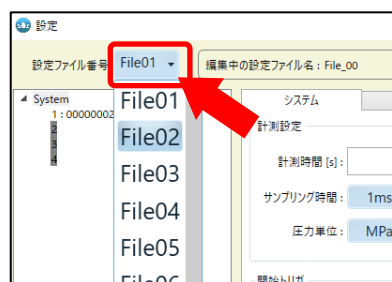 設定
設定ファイル番号 File01 編集中の設定ファイル名 : File_00
System
1 : 00000002
2
3
4
File01
File02
File03
File04
File05
File06
システム
計測設定
計測時間 [s] :
サンプリング時間 : 1ms
圧力単位 : MPa
開始トリガ